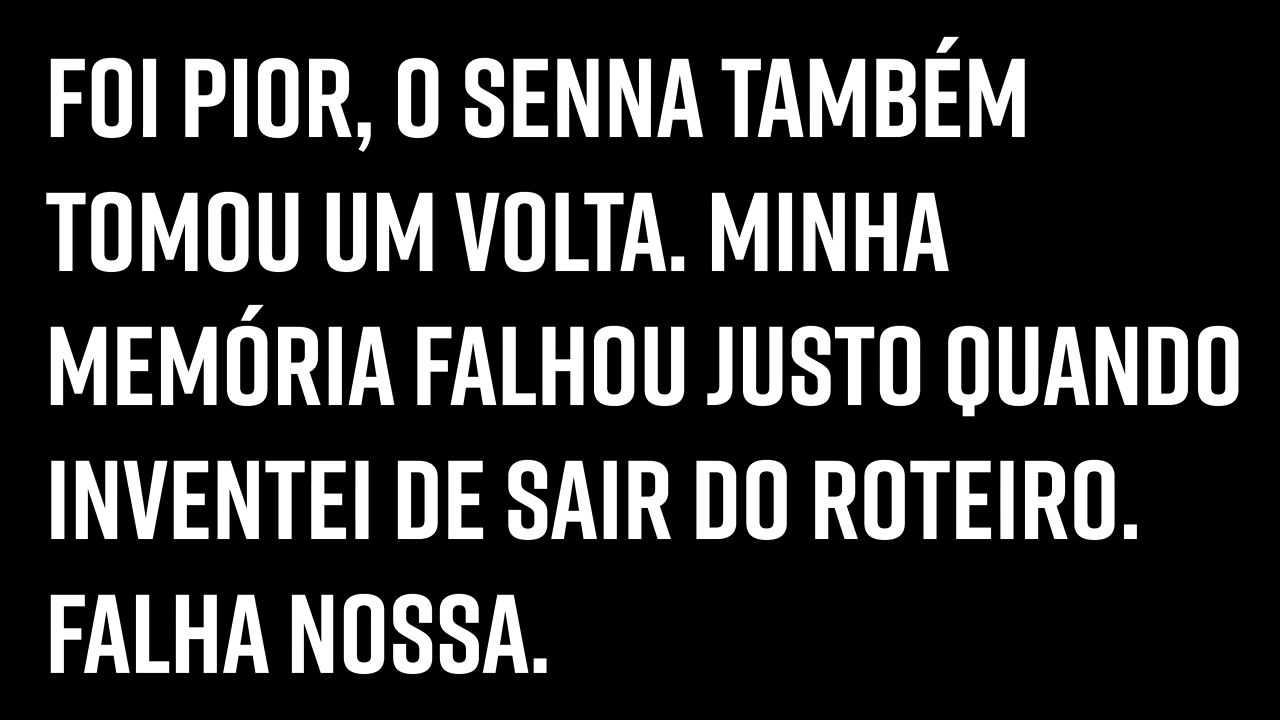 FOI PIOR, O SENNA TAMBÉM
TOMOU UM VOLTA. MINHA
MEMÓRIA FALHOU JUSTO QUANDO
INVENTEI DE SAIR DO ROTEIRO.
FALHA NOSSA.